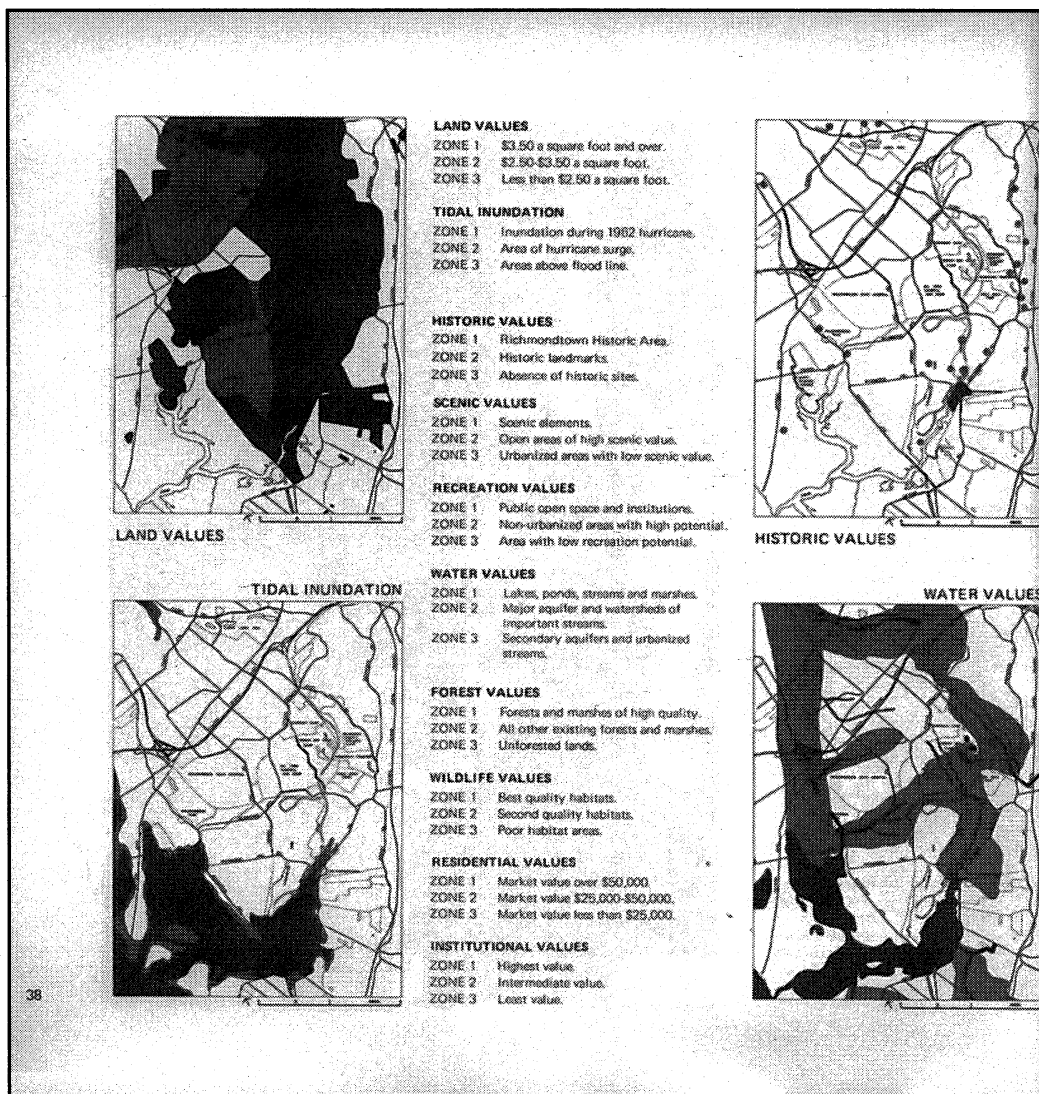 LAND VALUES
ZONE 1 $3.50 a square foot and over.
ZONE 2 $2.50-$3.50 a square foot.
ZONE 3 Less than $2.50 a square foot.
TIDAL INUNDATION
ZONE 1 Inundation during 1962 hurricane.
ZONE 2 Area of hurricane surge.
ZONE 3 Areas above flood line.
HISTORIC VALUES
ZONE 1 Richmondtown Historic Area.
ZONE 2 Historic landmarks.
ZONE 3 Absence of historic sites.
SCENIC VALUES
ZONE 1 Scenic elements.
ZONE 2 Open areas of high scenic value.
ZONE 3 Urbanized areas with low scenic value.
RECREATION VALUES
ZONE 1 Public open space and institutions.
ZONE 2 Non-urbanized areas with high potential.
ZONE 3 Area with low recreation potential.
WATER VALUES
ZONE 1 Lakes, ponds, streams and marshes.
ZONE 2 Major aquifer and watersheds of
important streams.
ZONE 3 Secondary aquifers and urbanized
streams.
FOREST VALUES
ZONE 1 Forests and marshes of high quality.
ZONE 2 All other existing forests and marshes.
ZONE 3 Unforested lands.
WILDLIFE VALUES
ZONE 1 Best quality habitats.
ZONE 2 Second quality habitats.
ZONE 3 Poor habitat areas.
RESIDENTIAL VALUES
ZONE 1 Market value over $50,000.
ZONE 2 Market value $25,000-$50,000.
ZONE 3 Market value less than $25,000.
INSTITUTIONAL VALUES
ZONE 1 Highest value.
ZONE 2 Intermediate value.
ZONE 3 Least value.
LAND VALUES
HISTORIC VALUES
TIDAL INUNDATION
WATER VALUES
38